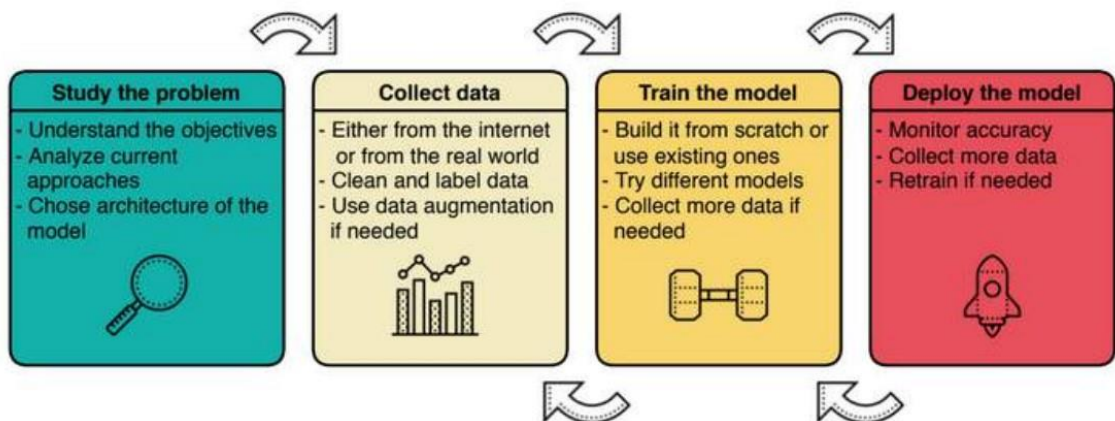 Study the problem
- Understand the objectives
- Analyze current
approaches
- Chose architecture of the
model
Collect data
- Either from the internet
or from the real world
- Clean and label data
- Use data augmentation
if needed
Train the model
- Build it from scratch or
use existing ones
- Try different models
- Collect more data if
needed
Deploy the model
- Monitor accuracy
- Collect more data
- Retrain if needed